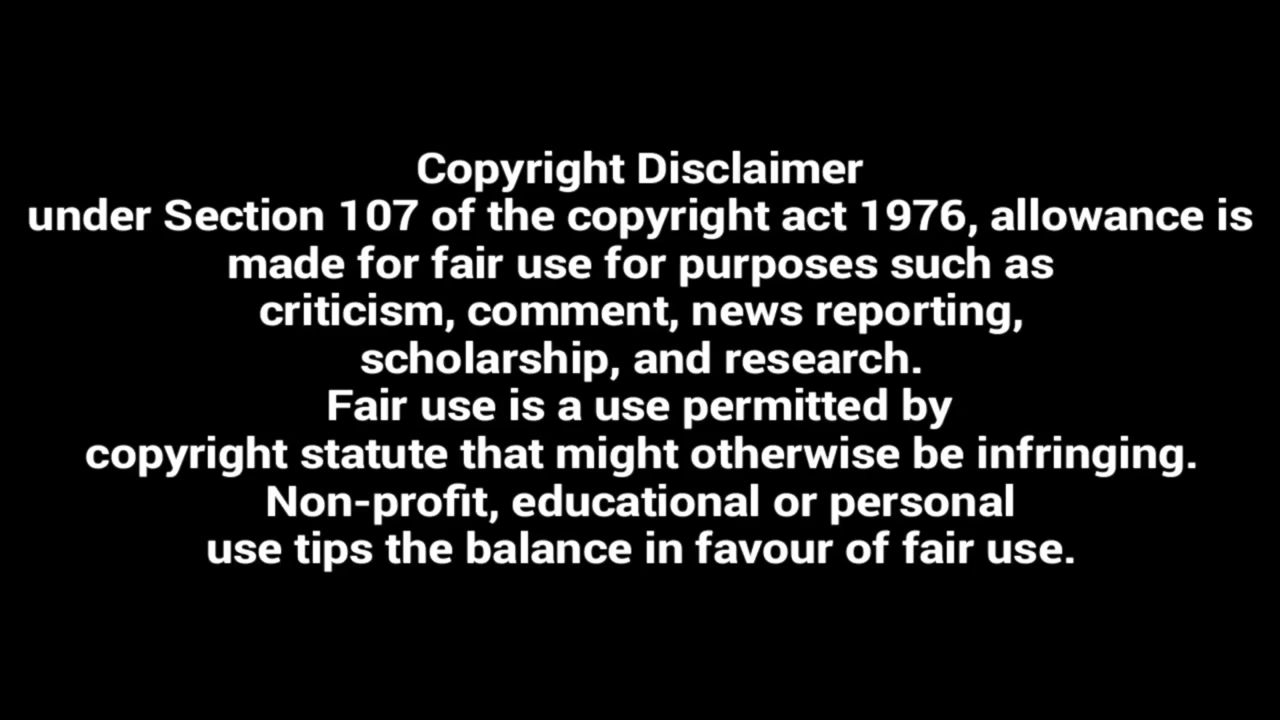 Copyright Disclaimer
under Section 107 of the copyright act 1976, allowance is
made for fair use for purposes such as
criticism, comment, news reporting,
scholarship, and research.
Fair use is a use permitted by
copyright statute that might otherwise be infringing.
Non-profit, educational or personal
use tips the balance in favour of fair use.